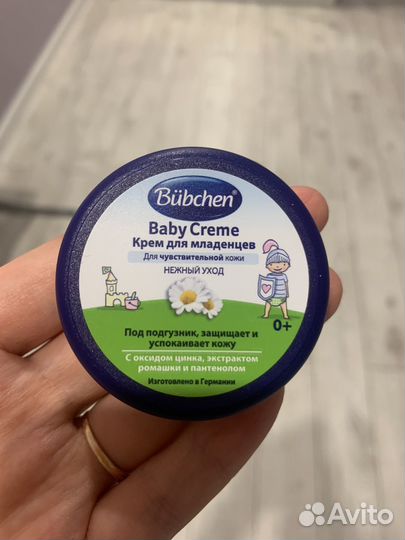 Bübchen®
Baby Creme
Крем для младенцев
Для чувствительной кожи
НЕЖНЫЙ УХОД
0+
Под подгузник, защищает и
успокаивает кожу
С оксидом цинка, экстрактом
ромашки и пантенолом
Изготовлено в Германии
Avito